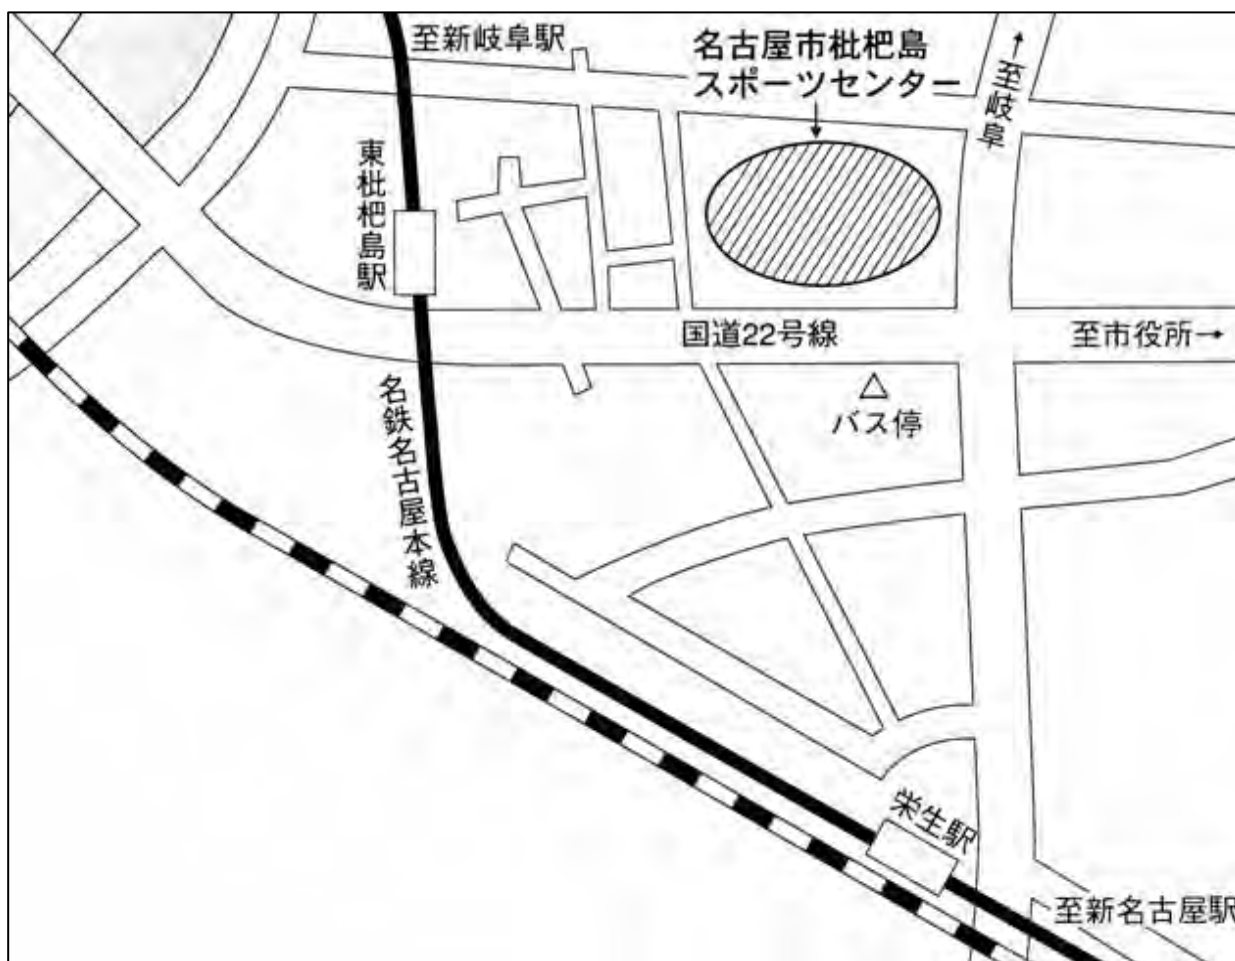 至新岐阜駅
名古屋市枇杷島
スポーツセンター
↑至岐阜
東枇杷島駅
国道22号線
至市役所→
△
バス停
名鉄名古屋本線
栄生駅
至新名古屋駅